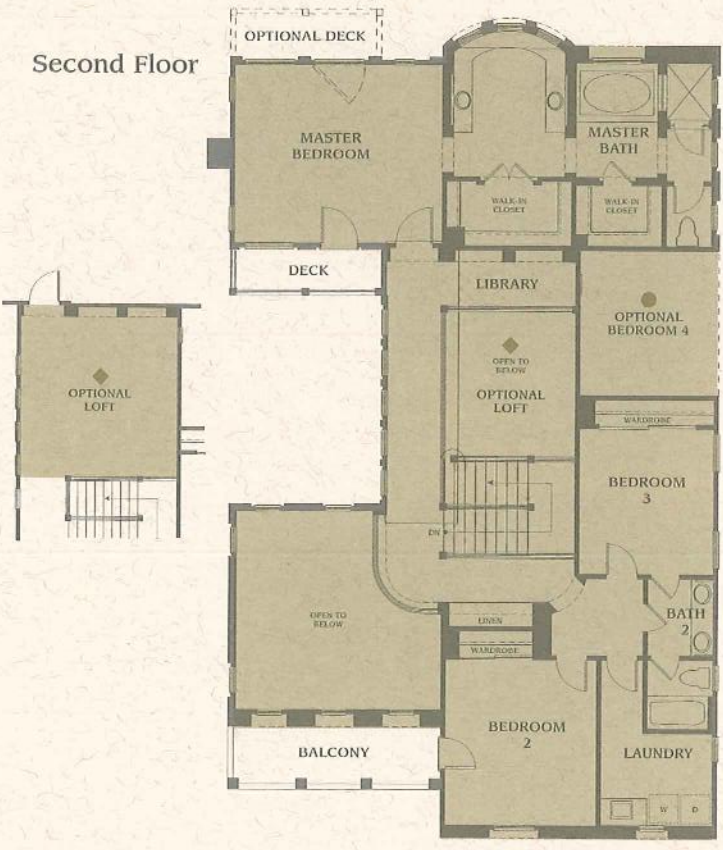 Second Floor
OPTIONAL DECK
MASTER
BEDROOM
MASTER
BATH
WALK-IN
CLOSET
WALK-IN
CLOSET
DECK
LIBRARY
OPTIONAL
BEDROOM 4
OPEN TO
BELOW
OPTIONAL
LOFT
OPTIONAL
LOFT
WARDROBE
BEDROOM
3
DN
BATH
2
OPEN TO
BELOW
LINEN
WARDROBE
BEDROOM
2
BALCONY
LAUNDRY
W
D